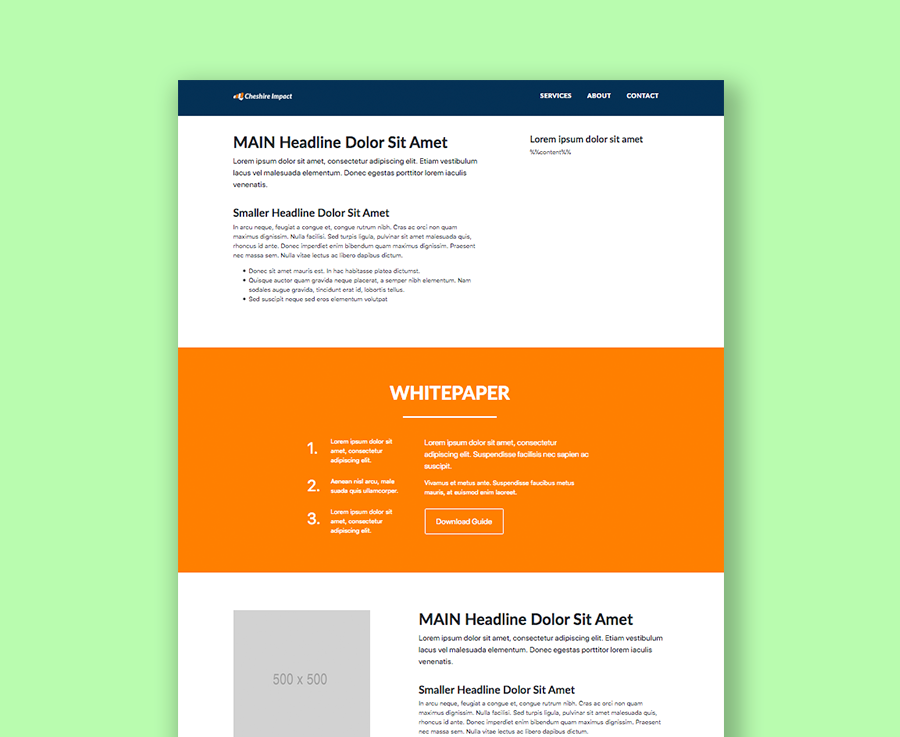 Cheshire Impact
SERVICES ABOUT CONTACT
MAIN Headline Dolor Sit Amet
Lorem ipsum dolor sit amet, consectetur adipiscing elit. Etiam vestibulum
lacus vel malesuada elementum. Donec egestas porttitor lorem iaculis
venenatis.
Smaller Headline Dolor Sit Amet
In arcu neque, feugiat a congue et, congue rutrum nibh. Cras ac orci non quam
maximus dignissim. Nulla facilisi. Sed turpis ligula, pulvinar sit amet malesuada quis,
rhoncus id ante. Donec imperdiet enim bibendum quam maximus dignissim. Praesent
nec massa sem. Nulla vitae lectus ac libero dapibus dictum.
• Donec sit amet mauris est. In hac habitasse platea dictumst.
• Quisque auctor quam gravida neque placerat, a semper nibh elementum. Nam
sodales augue gravida, tincidunt erat id, lobortis tellus.
• Sed suscipit neque sed eros elementum volutpat
Lorem ipsum dolor sit amet
%%content%%
WHITEPAPER
1.
Lorem ipsum dolor sit
amet, consectetur
adipiscing elit.
2.
Aenean nisl arcu, male
suada quis ullamcorper.
3.
Lorem ipsum dolor sit
amet, consectetur
adipiscing elit.
Lorem ipsum dolor sit amet, consectetur
adipiscing elit. Suspendisse facilisis nec sapien ac
suscipit.
Vivamus et metus ante. Suspendisse faucibus metus
mauris, at euismod enim laoreet.
Download Guide
500 x 500
MAIN Headline Dolor Sit Amet
Lorem ipsum dolor sit amet, consectetur adipiscing elit. Etiam vestibulum
lacus vel malesuada elementum. Donec egestas porttitor lorem iaculis
venenatis.
Smaller Headline Dolor Sit Amet
In arcu neque, feugiat a congue et, congue rutrum nibh. Cras ac orci non quam
maximus dignissim. Nulla facilisi. Sed turpis ligula, pulvinar sit amet malesuada quis,
rhoncus id ante. Donec imperdiet enim bibendum quam maximus dignissim. Praesent
nec massa sem. Nulla vitae lectus ac libero dapibus dictum.